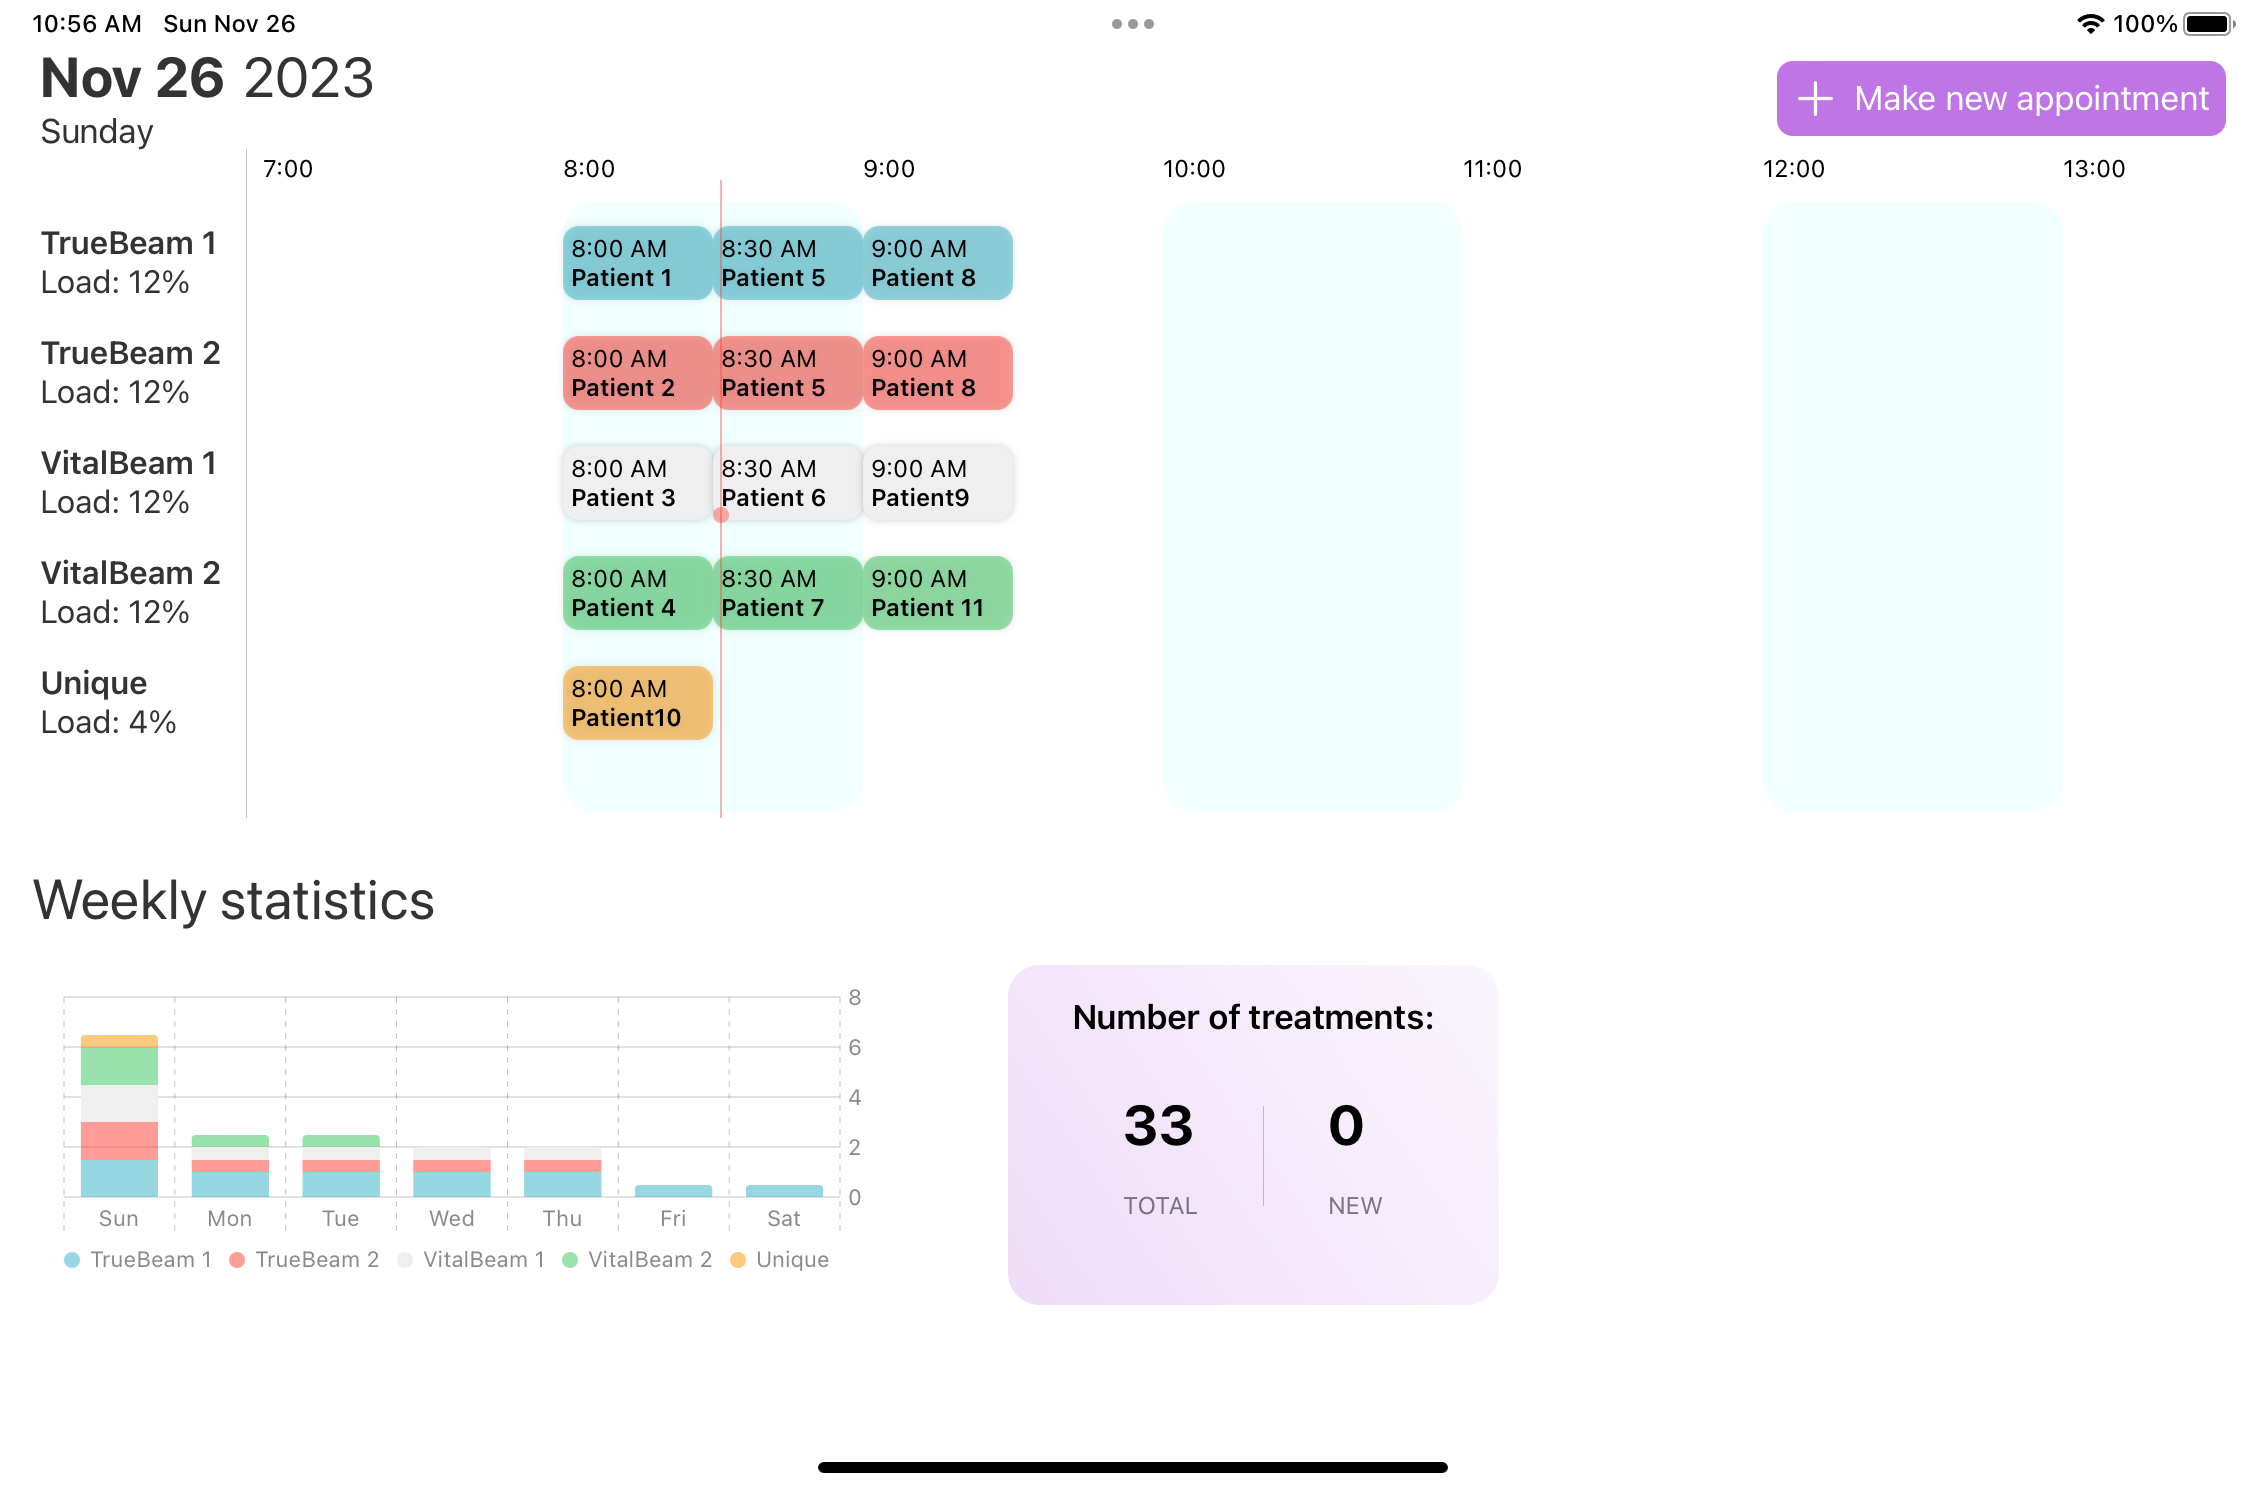 10:56 AM Sun Nov 26
100%
Nov 26 2023
Sunday
Make new appointment
7:00 8:00 9:00 10:00 11:00 12:00 13:00
TrueBeam 1
Load: 12%
8:00 AM
Patient 1
8:30 AM
Patient 5
9:00 AM
Patient 8
TrueBeam 2
Load: 12%
8:00 AM
Patient 2
8:30 AM
Patient 5
9:00 AM
Patient 8
VitalBeam 1
Load: 12%
8:00 AM
Patient 3
8:30 AM
Patient 6
9:00 AM
Patient9
VitalBeam 2
Load: 12%
8:00 AM
Patient 4
8:30 AM
Patient 7
9:00 AM
Patient 11
Unique
Load: 4%
8:00 AM
Patient10
Weekly statistics
8
6
4
2
0
Sun Mon Tue Wed Thu Fri Sat
TrueBeam 1 TrueBeam 2 VitalBeam 1 VitalBeam 2 Unique
Number of treatments:
33 0
TOTAL NEW